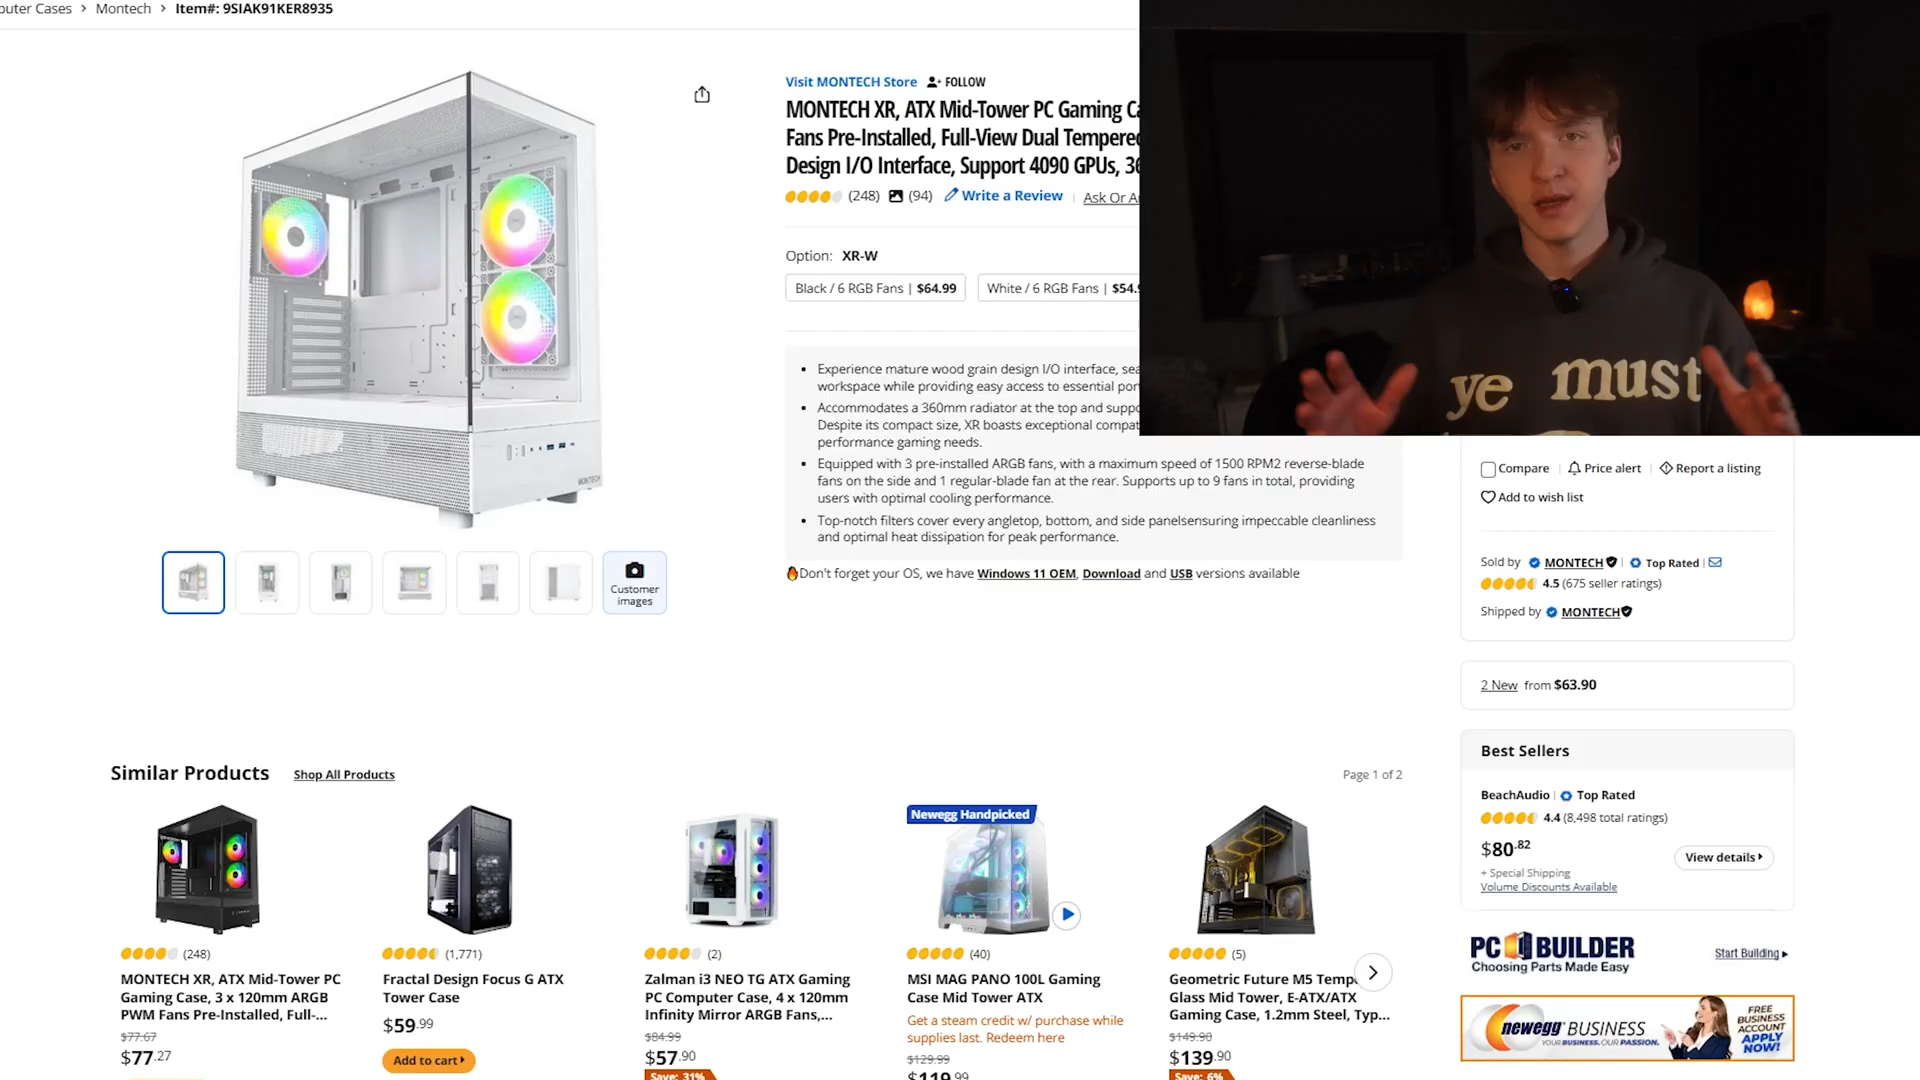 Montech
Item#: 9SIAK91KER8935
Visit MONTECH Store
FOLLOW
MONTECH XR, ATX Mid-Tower PC Gaming
Fans Pre-Installed, Full-View Dual
Design I/O Interface, Support 4090 GPUs,
(248)
(94)
Write a Review
Ask Or
Option: XR-W
Black / 6 RGB Fans | $64.99
White / 6 RGB Fans |
ye must
Experience mature wood grain design I/O interface,
workspace while providing easy access to essential
Accommodates a 360mm radiator at the top and
Despite its compact size, XR boasts exceptional
performance gaming needs.
Equipped with 3 pre-installed ARGB fans, with a maximum speed of 1500 RPM2 reverse-blade
fans on the side and 1 regular-blade fan at the rear. Supports up to 9 fans in total, providing
users with optimal cooling performance.
Top-notch filters cover every angletop, bottom, and side panelsensuring impeccable cleanliness
and optimal heat dissipation for peak performance.
Don't forget your OS, we have Windows 11 OEM, Download and USB versions available
MONTECH
Customer
images
Compare
Price alert
Report a listing
Add to wish list
Sold by MONTECH Top Rated
4.5 (675 seller ratings)
Shipped by MONTECH
2 New from $63.90
Best Sellers
BeachAudio Top Rated
4.4 (8,498 total ratings)
$80.82
View details
+ Special Shipping
Volume Discounts Available
PC BUILDER
Choosing Parts Made Easy
Start Building
newegg BUSINESS
YOUR BUSINESS. OUR PASSION.
FREE
BUSINESS
ACCOUNT
APPLY
NOW!
Similar Products
Shop All Products
Page 1 of 2
(248)
MONTECH XR, ATX Mid-Tower PC
Gaming Case, 3 x 120mm ARGB
PWM Fans Pre-Installed, Full-...
$77.67
$77.27
(1,771)
Fractal Design Focus G ATX
Tower Case
$59.99
Add to cart
(2)
Zalman i3 NEO TG ATX Gaming
PC Computer Case, 4 x 120mm
Infinity Mirror ARGB Fans,...
$84.99
$57.90
Save: 31%
Newegg Handpicked
(40)
MSI MAG PANO 100L Gaming
Case Mid Tower ATX
Get a steam credit w/ purchase while
supplies last. Redeem here
$129.99
$119.99
(5)
Geometric Future M5
Glass Mid Tower, E-ATX/ATX
Gaming Case, 1.2mm Steel, Typ...
$149.90
$139.90
Save: 6%